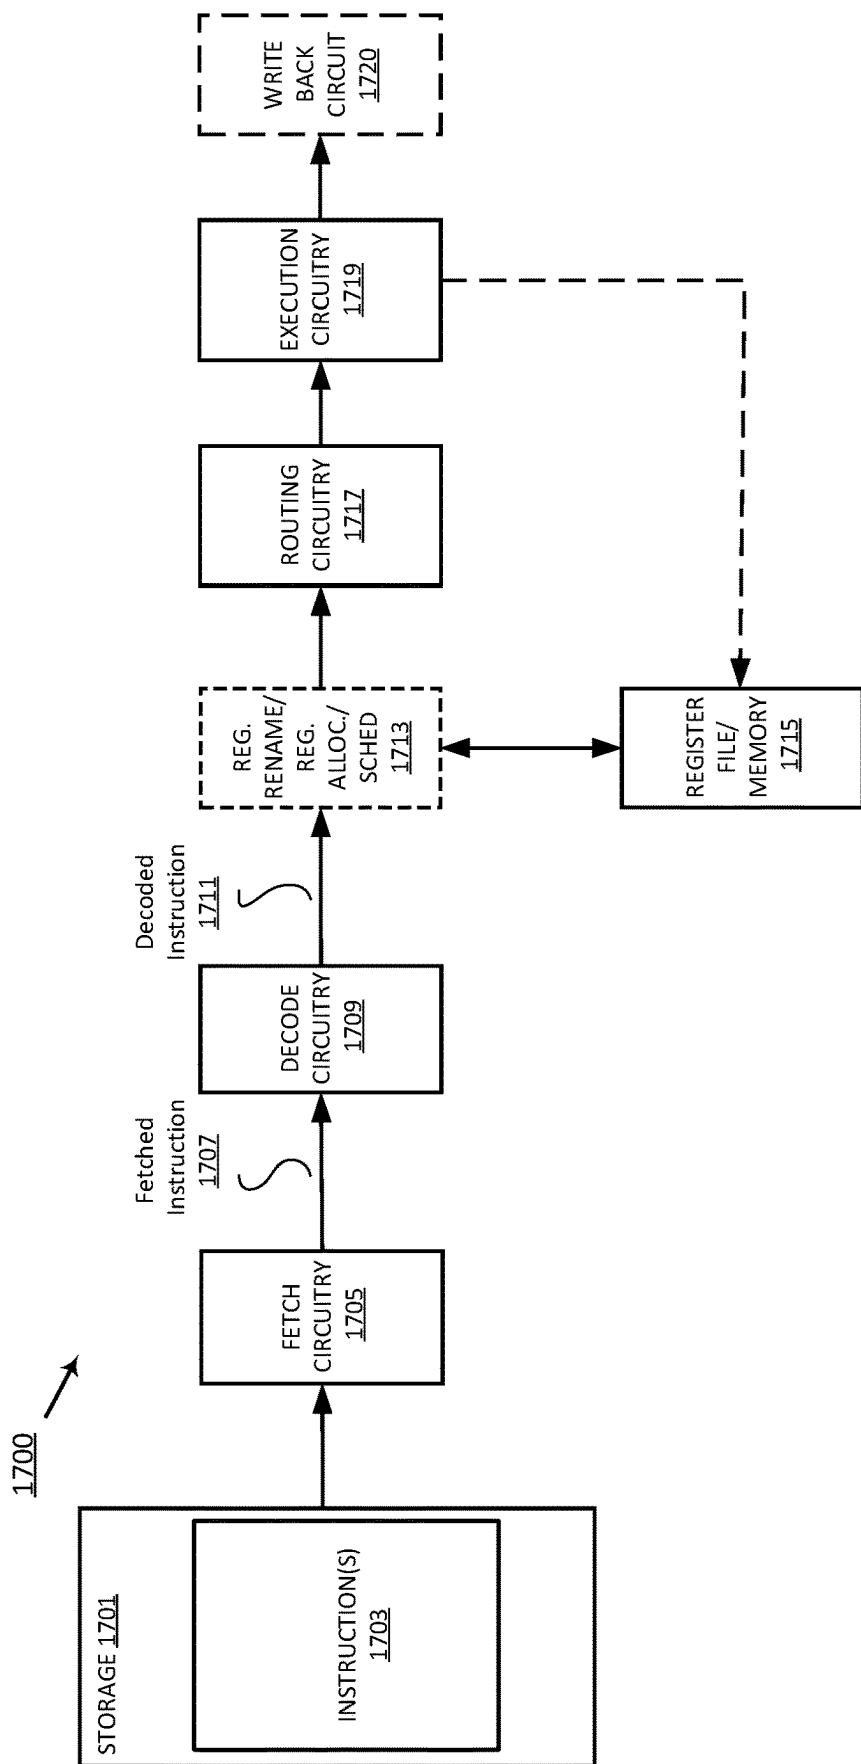 1700
STORAGE 1701
INSTRUCTION(S)
1703
FETCH
CIRCUITRY
1705
Fetched
Instruction
1707
DECODE
CIRCUITRY
1709
Decoded
Instruction
1711
REG.
RENAME/
REG.
ALLOC./
SCHED
1713
REGISTER
FILE/
MEMORY
1715
ROUTING
CIRCUITRY
1717
EXECUTION
CIRCUITRY
1719
WRITE
BACK
CIRCUIT
1720